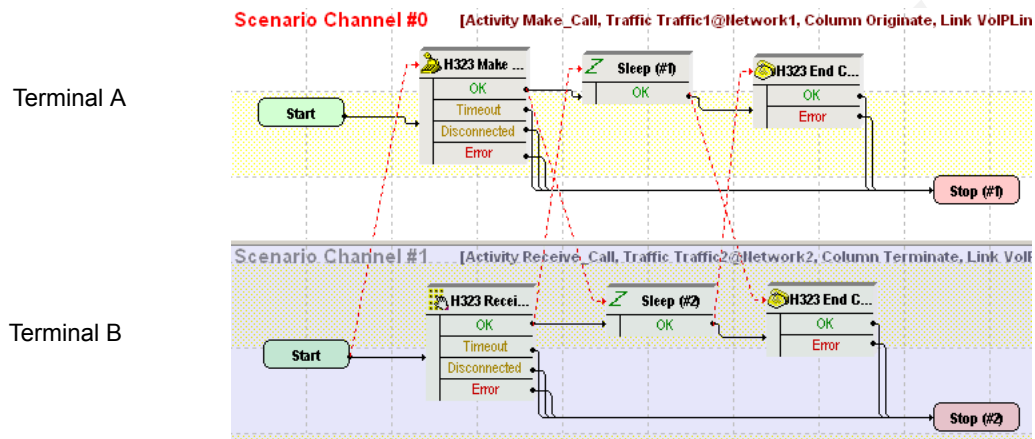 Scenario Channel #0 [Activity Make_Call, Traffic Traffic1@Network1, Column Originate, Link VoIPLin
Terminal A
H323 Make ...
OK
Timeout
Disconnected
Error
Sleep (#1)
OK
H323 End C...
OK
Error
Start
Stop (#1)
Scenario Channel #1 [Activity Receive_Call, Traffic Traffic2@Network2, Column Terminate, Link VoIP
Terminal B
H323 Recei...
OK
Timeout
Disconnected
Error
Sleep (#2)
OK
H323 End C...
OK
Error
Start
Stop (#2)